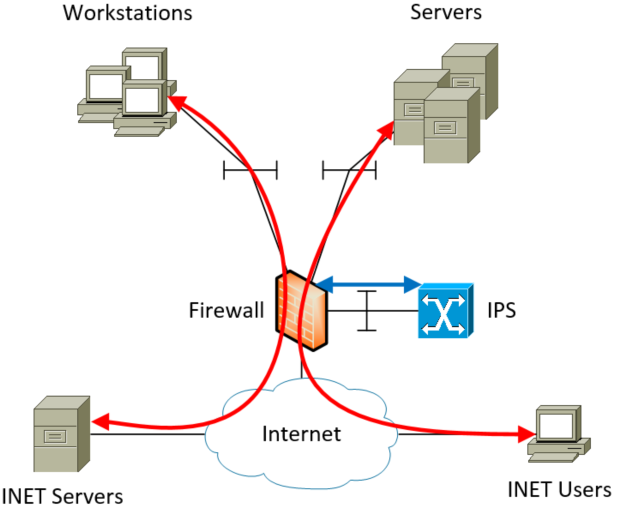 Workstations
Servers
Firewall
IPS
Internet
INET Servers
INET Users